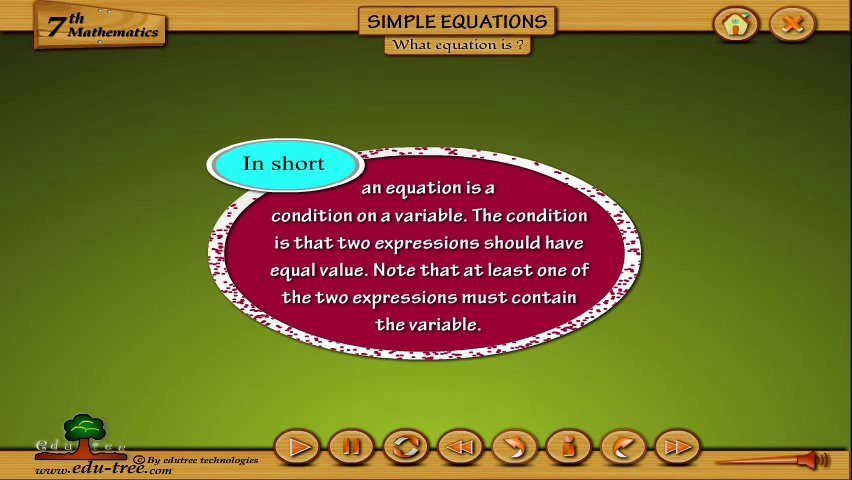 7th
Mathematics
SIMPLE EQUATIONS
What equation is ?
In short
an equation is a
condition on a variable. The condition
is that two expressions should have
equal value. Note that at least one of
the two expressions must contain
the variable.
edu tree
© By edutree technologies
www.edu-tree.com